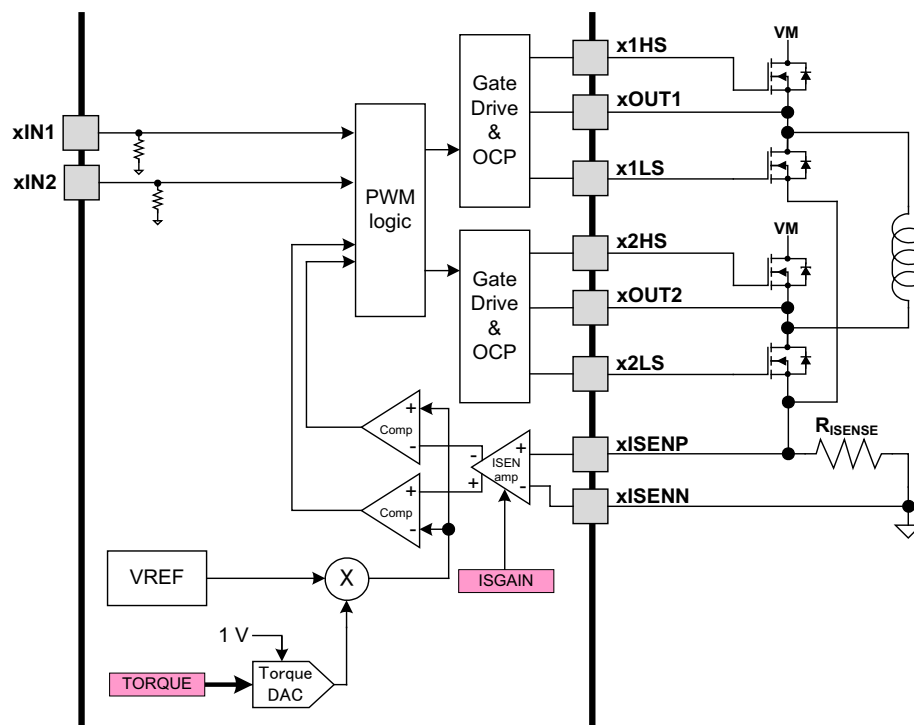 x1HS
VM
Gate
Drive
&
OCP
xOUT1
xIN1
xIN2
x1LS
PWM
logic
x2HS
VM
Gate
Drive
&
OCP
xOUT2
x2LS
+
Comp
-
RISENSE
xISENP
-
+
ISEN
amp
+
-
xISENN
+
Comp
-
VREF
X
ISGAIN
1 V
TORQUE
Torque
DAC